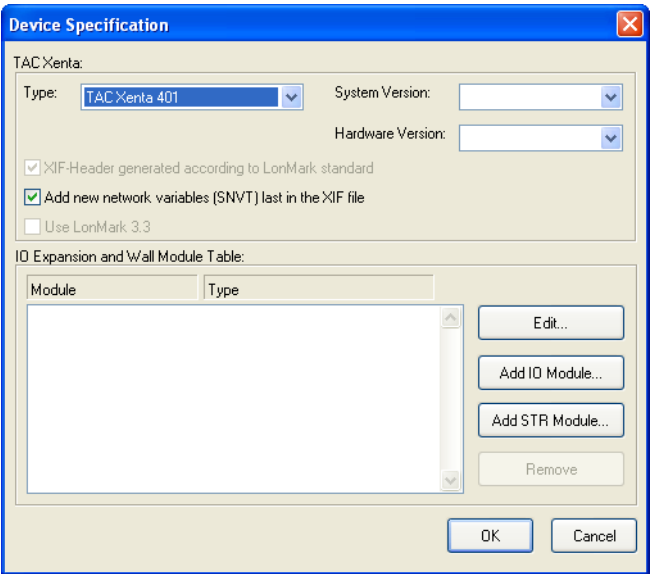 Device Specification
TAC Xenta:
Type: TAC Xenta 401 System Version:
Hardware Version:
XIF-Header generated according to LonMark standard
Add new network variables (SNVT) last in the XIF file
Use LonMark 3.3
IO Expansion and Wall Module Table:
Module Type
Edit...
Add IO Module...
Add STR Module...
Remove
OK Cancel